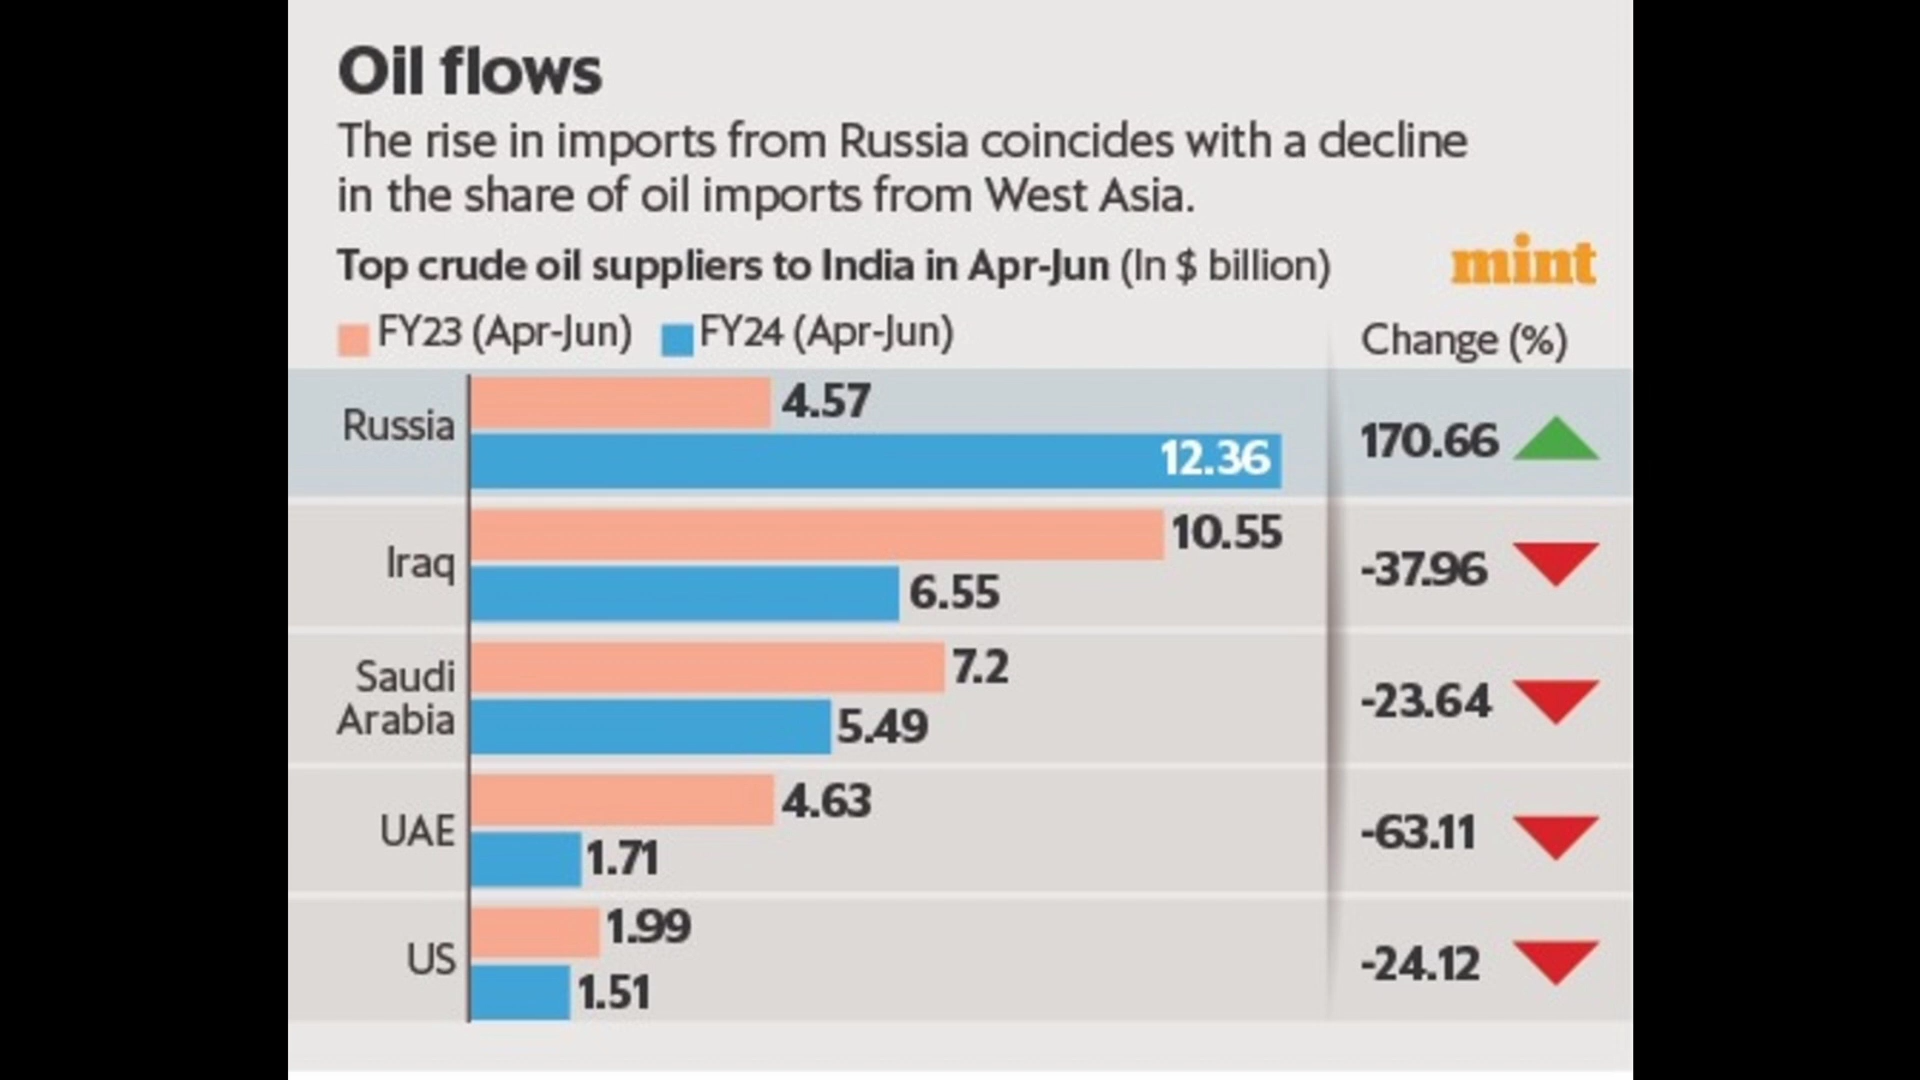 Oil flows
The rise in imports from Russia coincides with a decline
in the share of oil imports from West Asia.
Top crude oil suppliers to India in Apr-Jun (In $ billion)
mint
FY23 (Apr-Jun)
FY24 (Apr-Jun)
Change (%)
Russia
4.57
12.36
170.66
Iraq
10.55
6.55
-37.96
Saudi
Arabia
7.2
5.49
-23.64
UAE
4.63
1.71
-63.11
US
1.99
1.51
-24.12